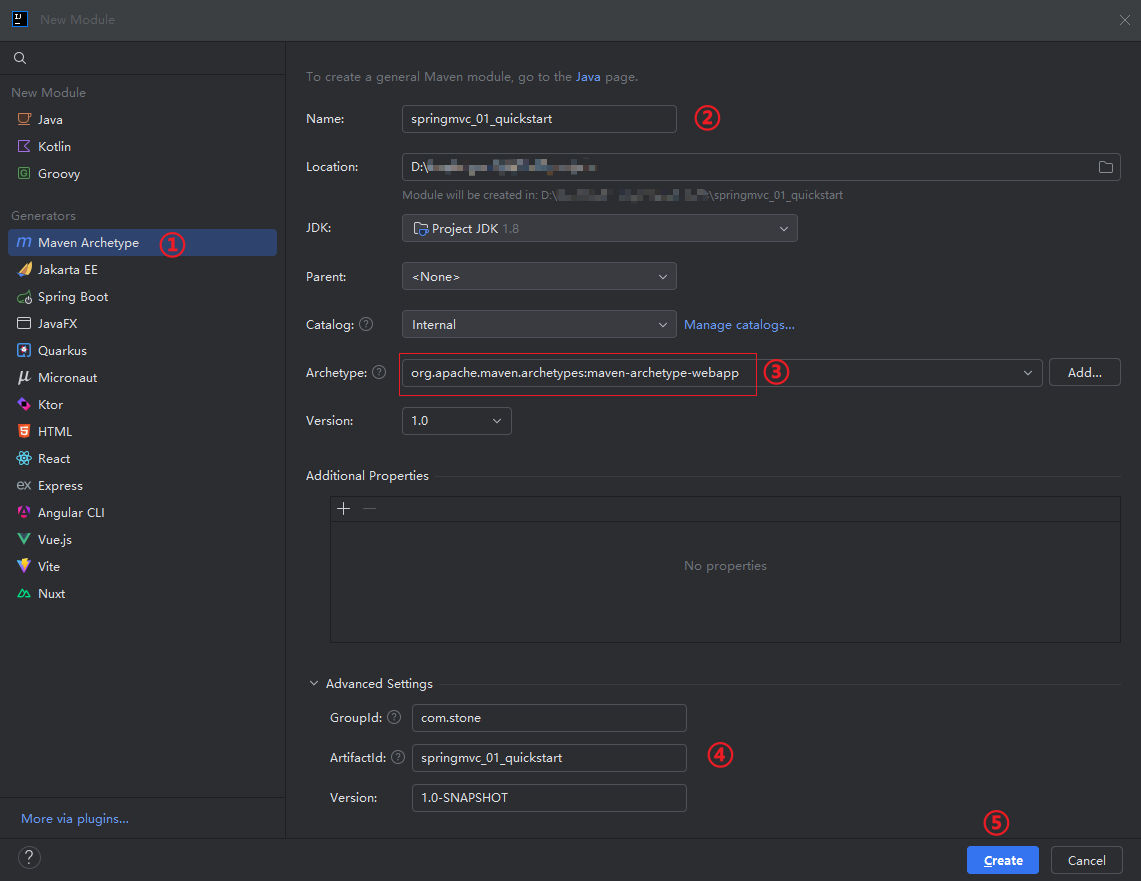 New Module
New Module
Java
Kotlin
Groovy
Generators
Maven Archetype ①
Jakarta EE
Spring Boot
JavaFX
Quarkus
Micronaut
Ktor
HTML
React
Express
Angular CLI
Vue.js
Vite
Nuxt
More via plugins...
To create a general Maven module, go to the Java page.
Name: springmvc_01_quickstart ②
Location: D:\
Module will be created in: D:\ \springmvc_01_quickstart
JDK: Project JDK 1.8
Parent: <None>
Catalog: ? Internal Manage catalogs...
Archetype: ? org.apache.maven.archetypes:maven-archetype-webapp ③ Add...
Version: 1.0
Additional Properties
No properties
Advanced Settings
GroupId: ? com.stone
ArtifactId: ? springmvc_01_quickstart ④
Version: 1.0-SNAPSHOT
⑤
? Create Cancel